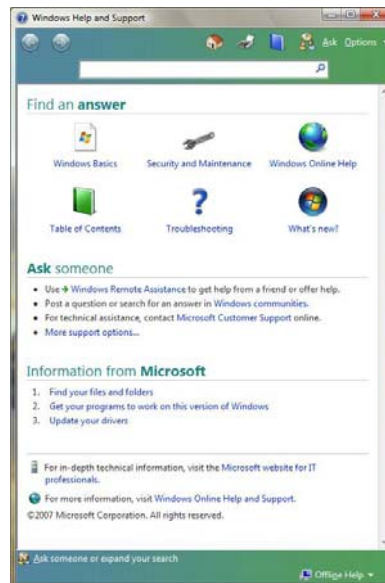 Windows Help and Support
Ask Options
Find an answer
Windows Basics Security and Maintenance Windows Online Help
Table of Contents Troubleshooting What's new?
Ask someone
• Use Windows Remote Assistance to get help from a friend or offer help.
• Post a question or search for an answer in Windows communities.
• For technical assistance, contact Microsoft Customer Support online.
• More support options...
Information from Microsoft
1. Find your files and folders
2. Get your programs to work on this version of Windows
3. Update your drivers
For in-depth technical information, visit the Microsoft website for IT
professionals.
For more information, visit Windows Online Help and Support.
©2007 Microsoft Corporation. All rights reserved.
Ask someone or expand your search
Offline Help